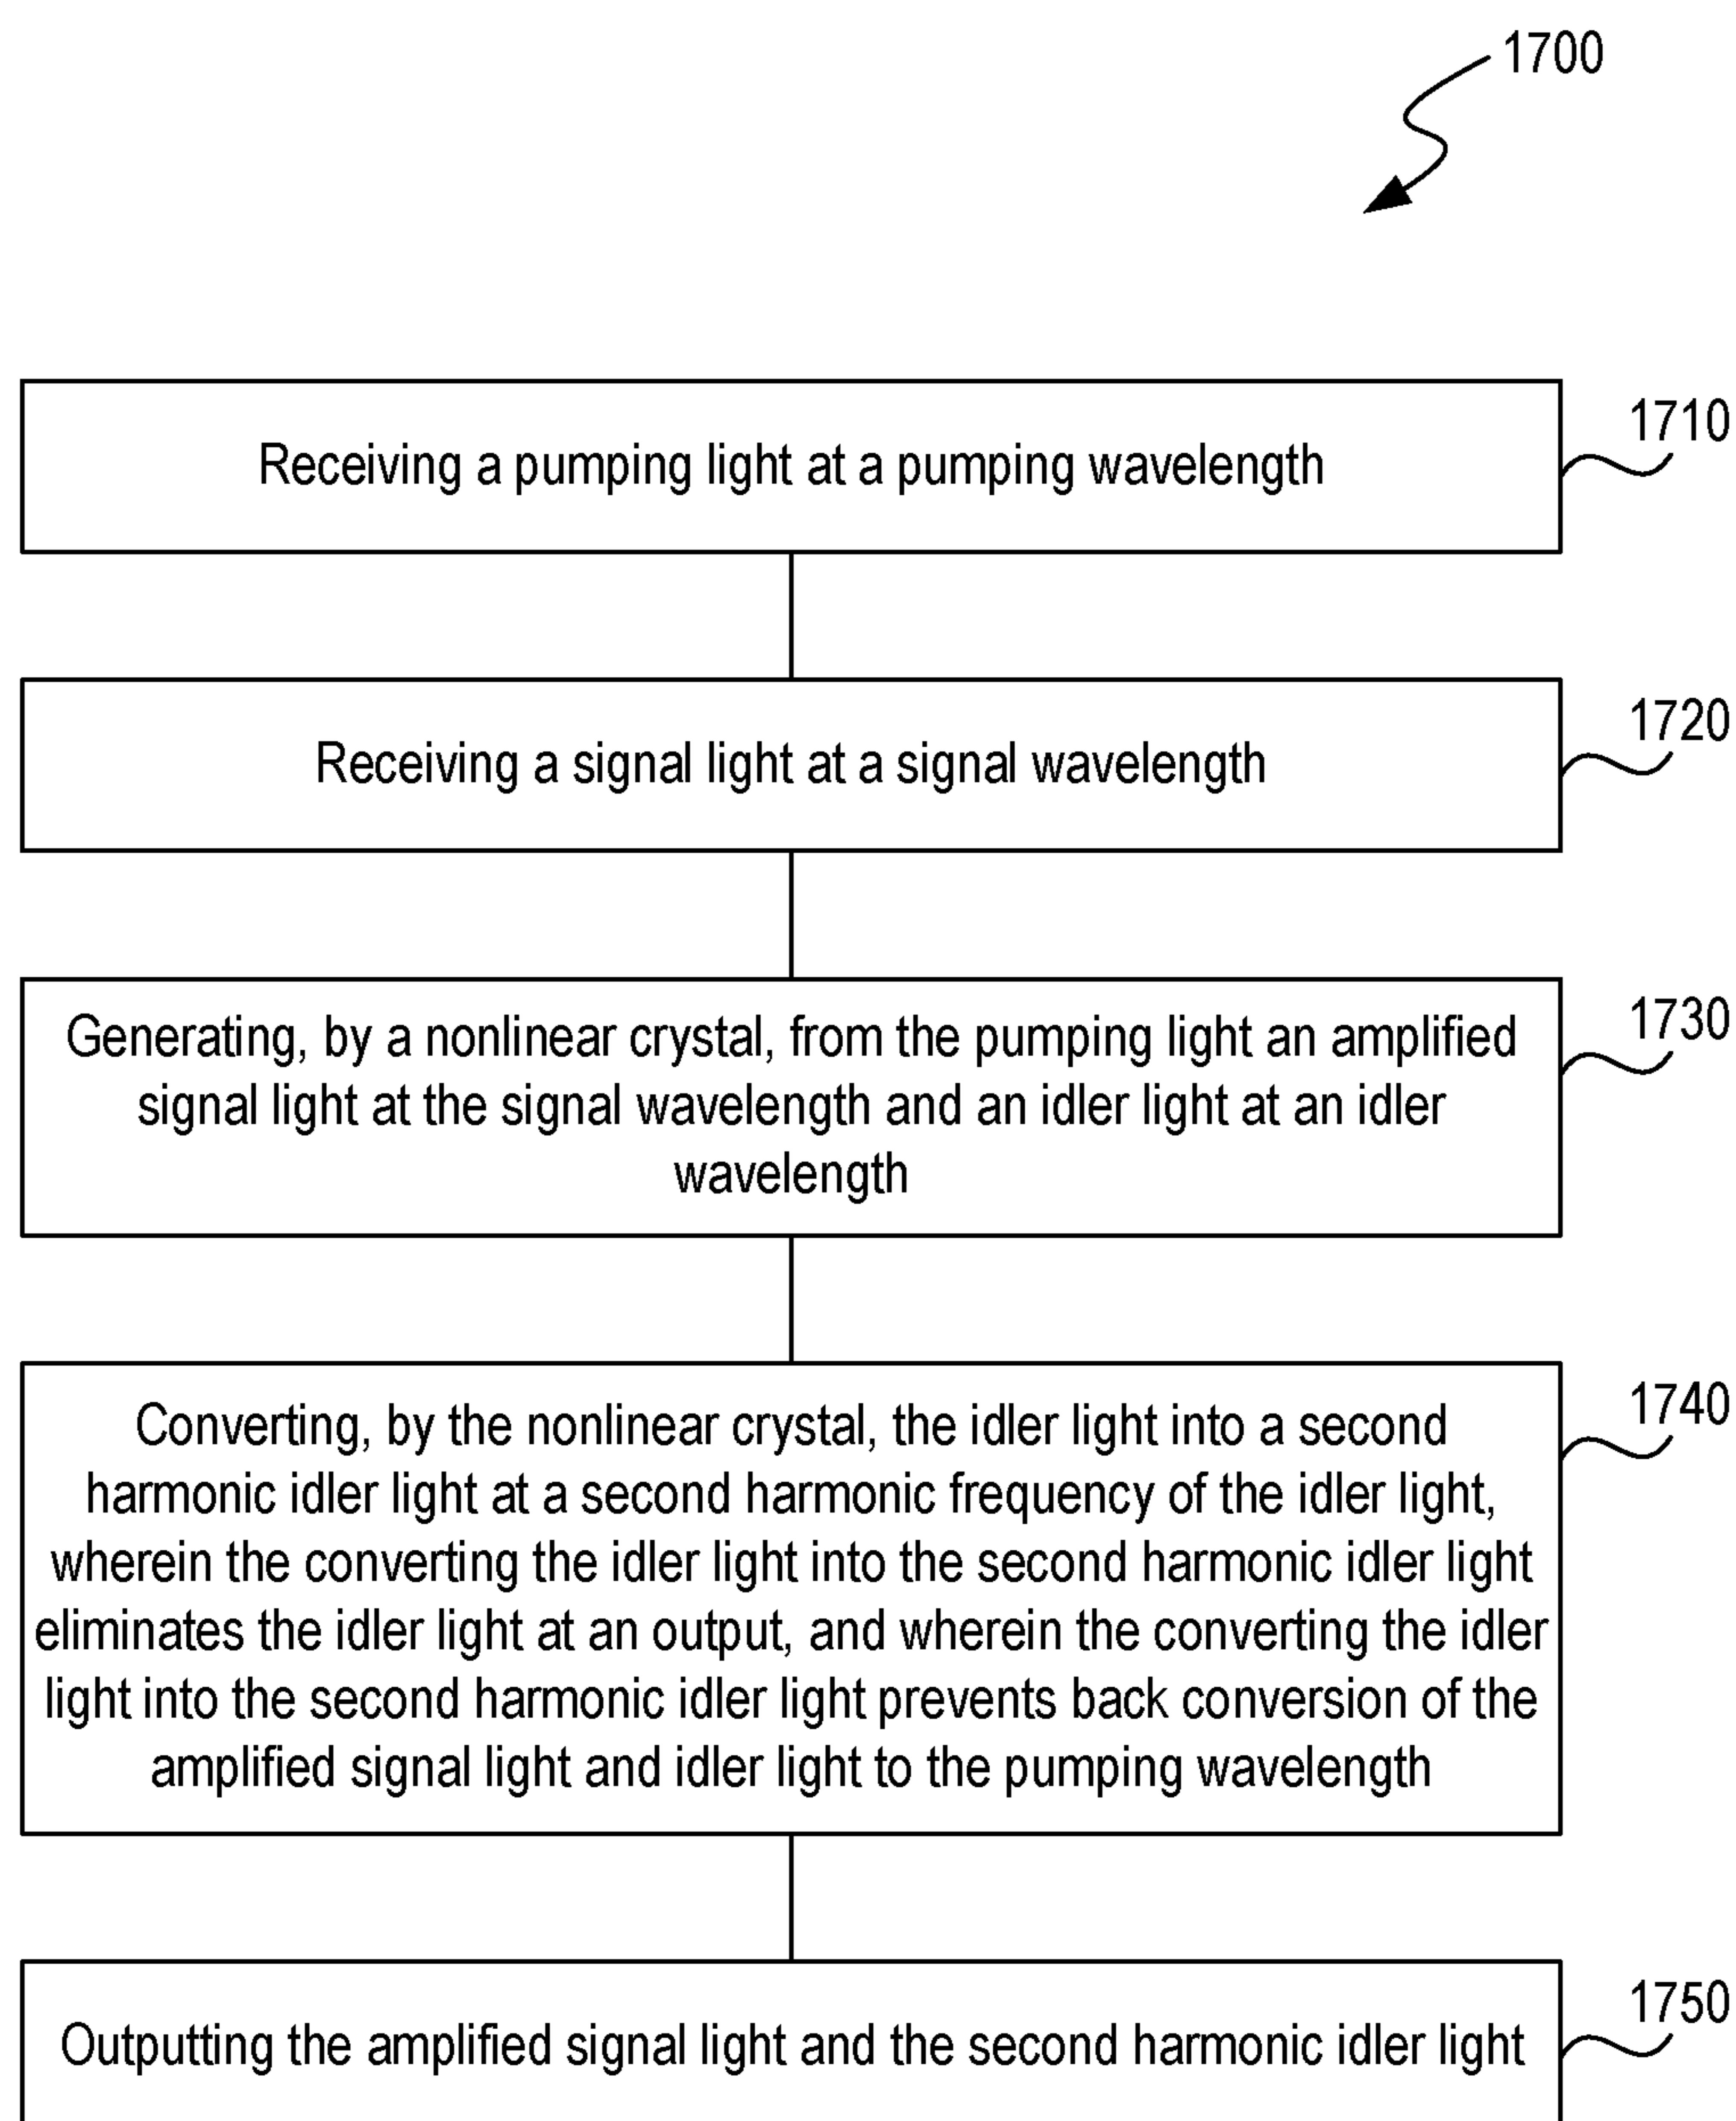 1700
Receiving a pumping light at a pumping wavelength
1710
Receiving a signal light at a signal wavelength
1720
Generating, by a nonlinear crystal, from the pumping light an amplified
signal light at the signal wavelength and an idler light at an idler
wavelength
1730
Converting, by the nonlinear crystal, the idler light into a second
harmonic idler light at a second harmonic frequency of the idler light,
wherein the converting the idler light into the second harmonic idler light
eliminates the idler light at an output, and wherein the converting the idler
light into the second harmonic idler light prevents back conversion of the
amplified signal light and idler light to the pumping wavelength
1740
Outputting the amplified signal light and the second harmonic idler light
1750